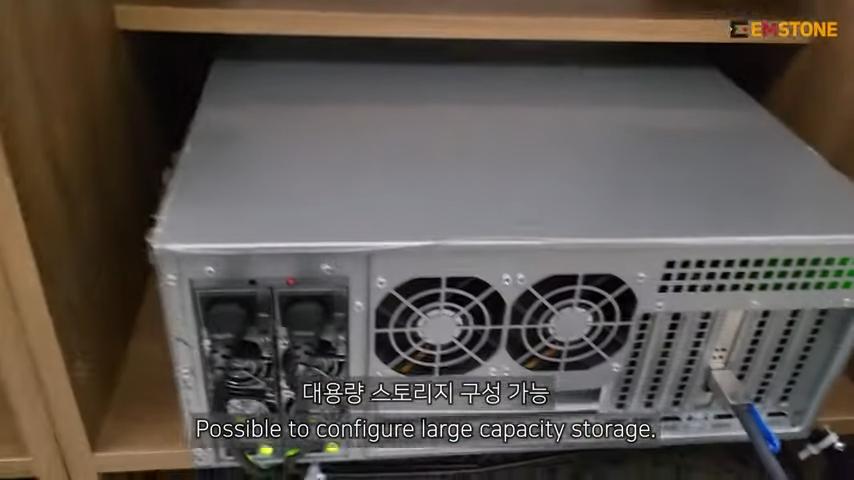 EMSTONE
대용량 스토리지 구성 가능
Possible to configure large capacity storage.